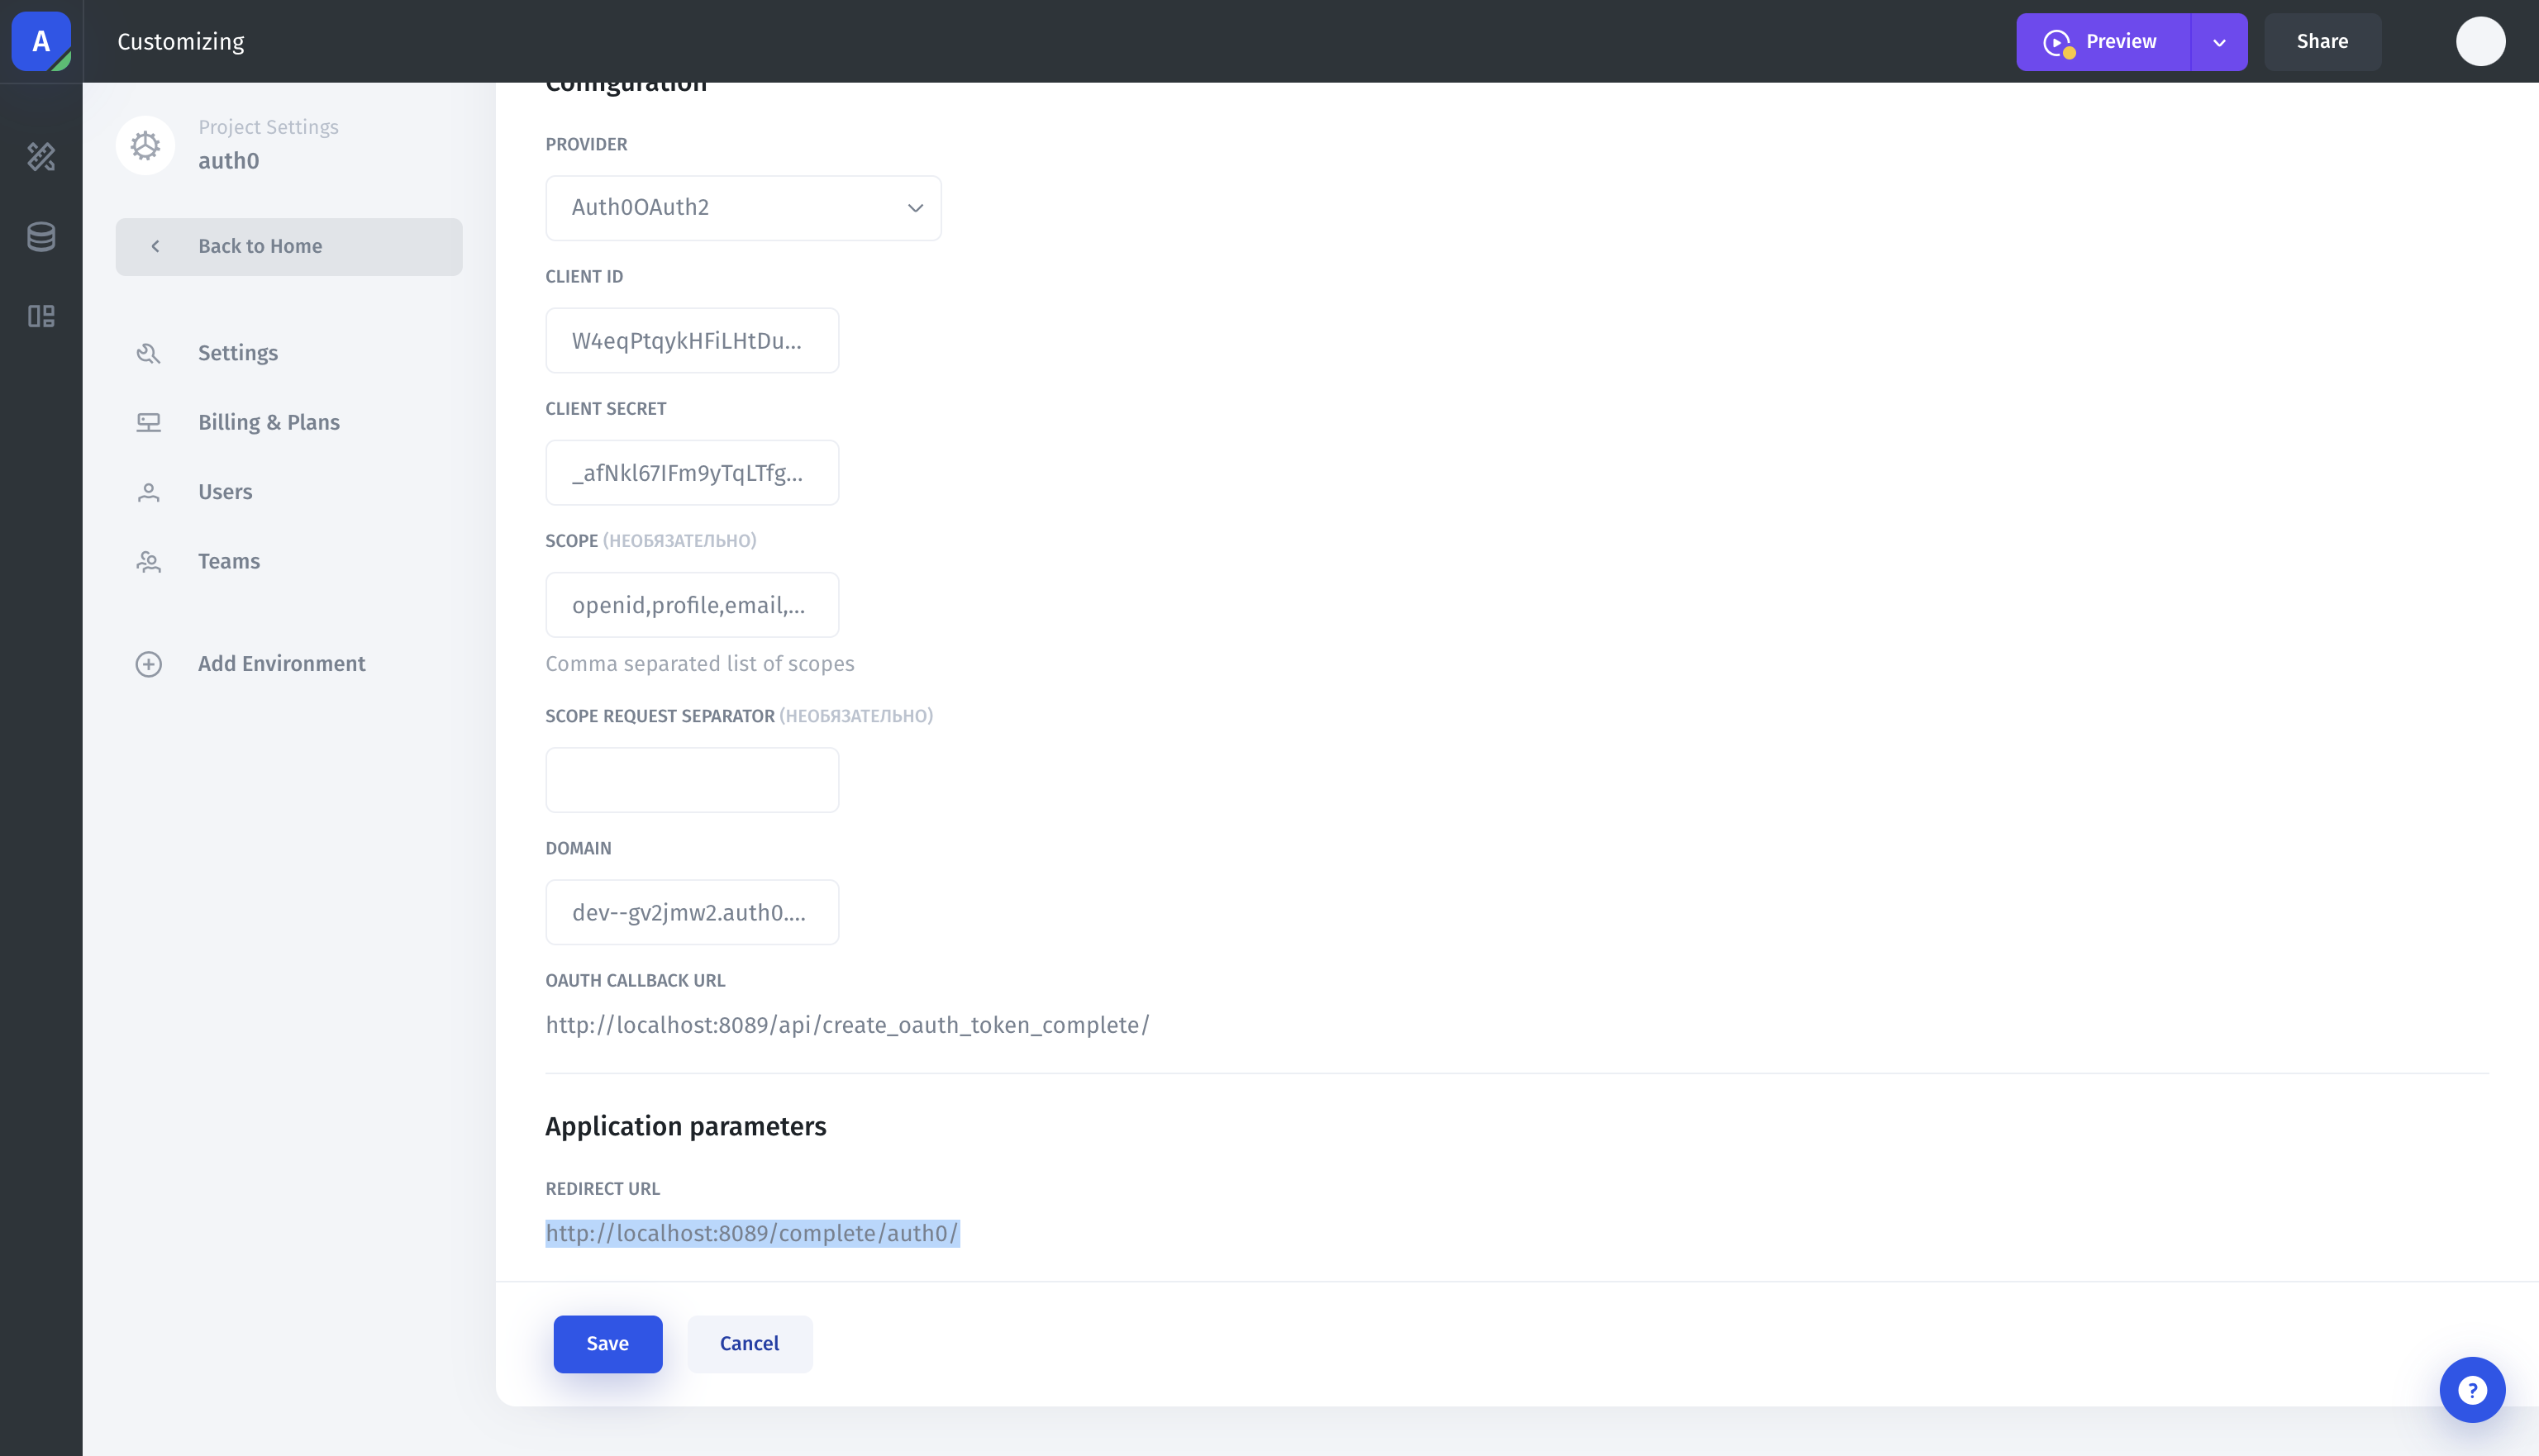 A
Customizing
Preview
Share
Project Settings
auth0
Back to Home
Settings
Billing & Plans
Users
Teams
Add Environment
Configuration
PROVIDER
Auth0OAuth2
CLIENT ID
W4eqPtqykHFiLHtDu...
CLIENT SECRET
_afNkl67IFm9yTqLTfg...
SCOPE (НЕОБЯЗАТЕЛЬНО)
openid,profile,email,...
Comma separated list of scopes
SCOPE REQUEST SEPARATOR (НЕОБЯЗАТЕЛЬНО)
DOMAIN
dev--gv2jmw2.auth0....
OAUTH CALLBACK URL
http://localhost:8089/api/create_oauth_token_complete/
Application parameters
REDIRECT URL
http://localhost:8089/complete/auth0/
Save
Cancel
?